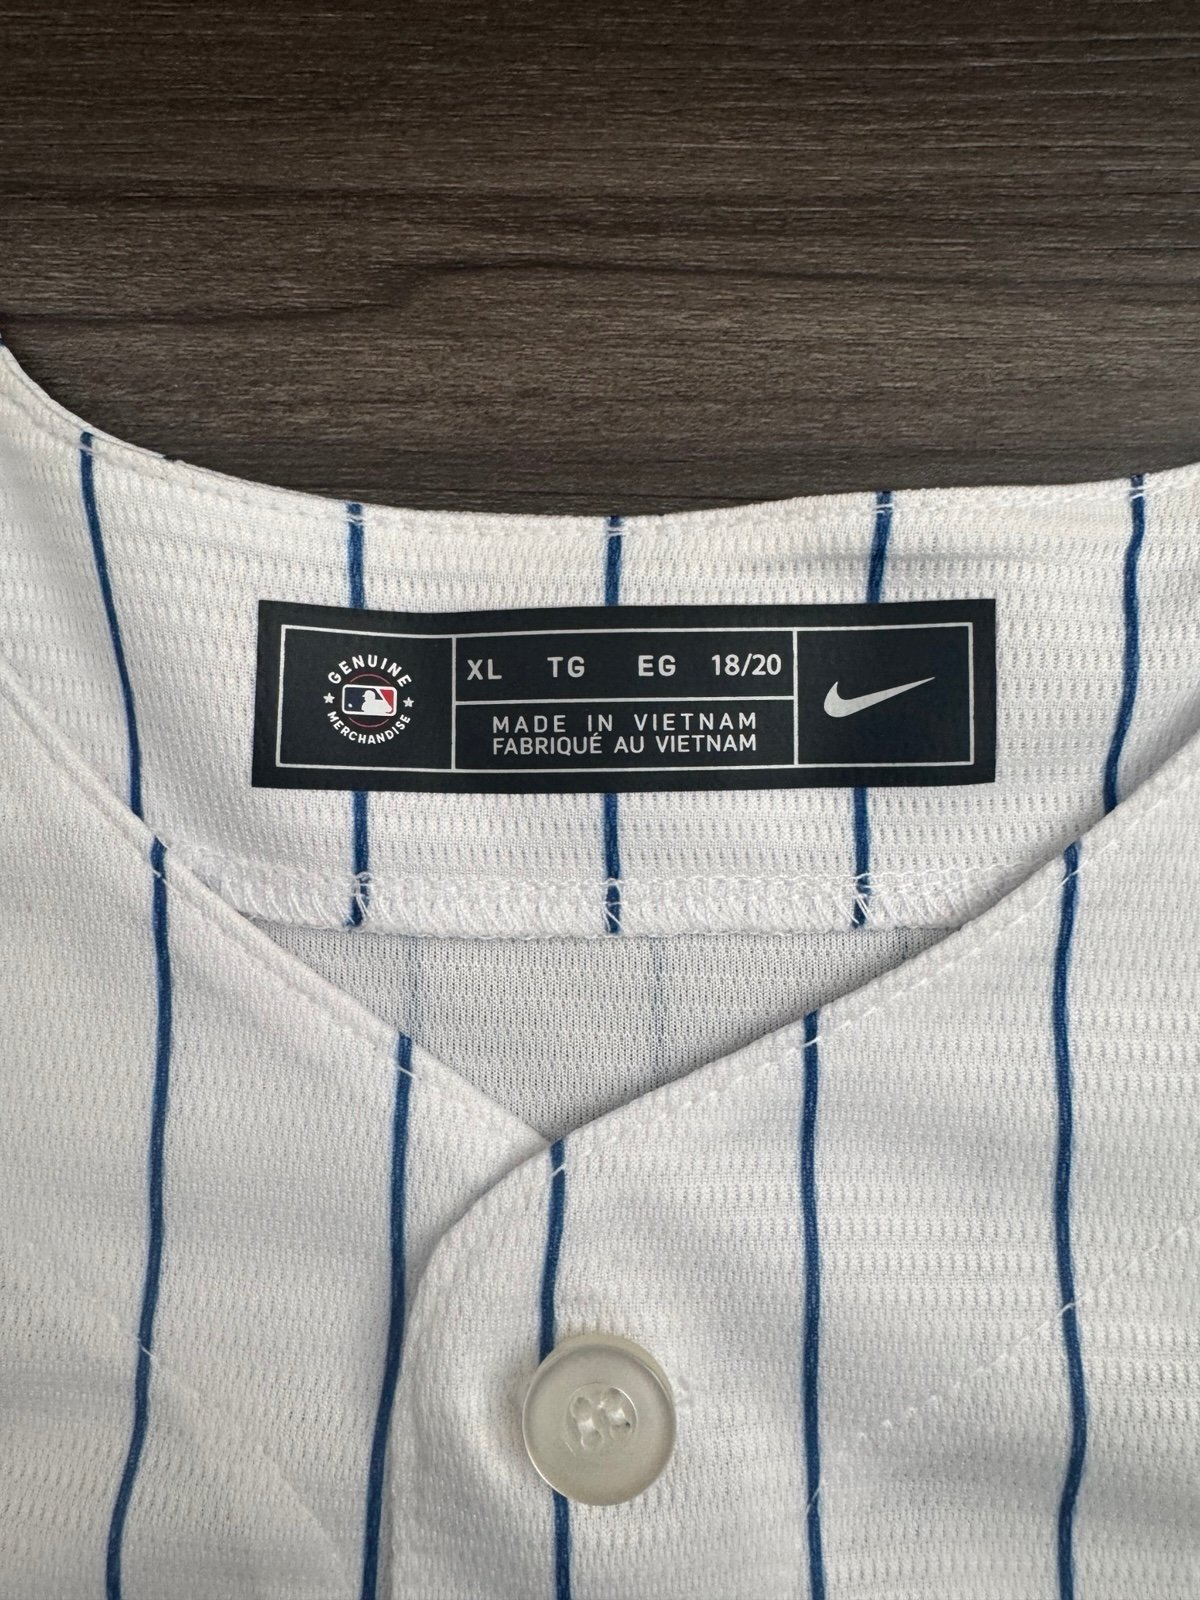 GENUINE
MERCHANDISE
XL TG EG 18/20
MADE IN VIETNAM
FABRIQUÉ AU VIETNAM